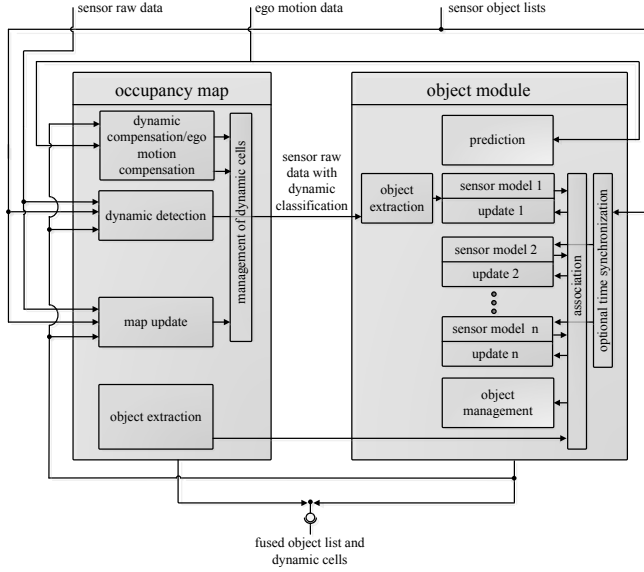 sensor raw data
ego motion data
sensor object lists
occupancy map
object module
dynamic
compensation/ego
motion
compensation
management of dynamic cells
dynamic detection
map update
object extraction
sensor raw
data with
dynamic
classification
prediction
object
extraction
sensor model 1
update 1
sensor model 2
update 2
sensor model n
update n
object
management
association
optional time synchronization
fused object list and
dynamic cells